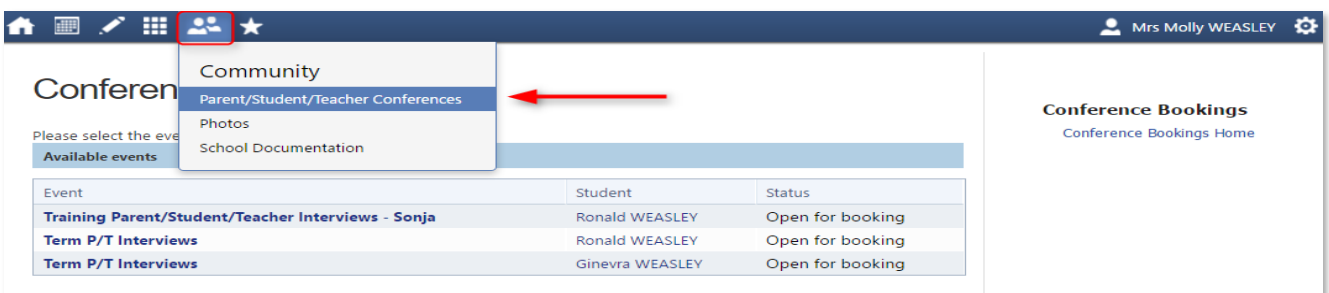 Mrs Molly WEASLEY
Community
Parent/Student/Teacher Conferences
Photos
School Documentation
Conferen
Please select the eve
Available events
Event Student Status
Training Parent/Student/Teacher Interviews - Sonja Ronald WEASLEY Open for booking
Term P/T Interviews Ronald WEASLEY Open for booking
Term P/T Interviews Ginevra WEASLEY Open for booking
Conference Bookings
Conference Bookings Home